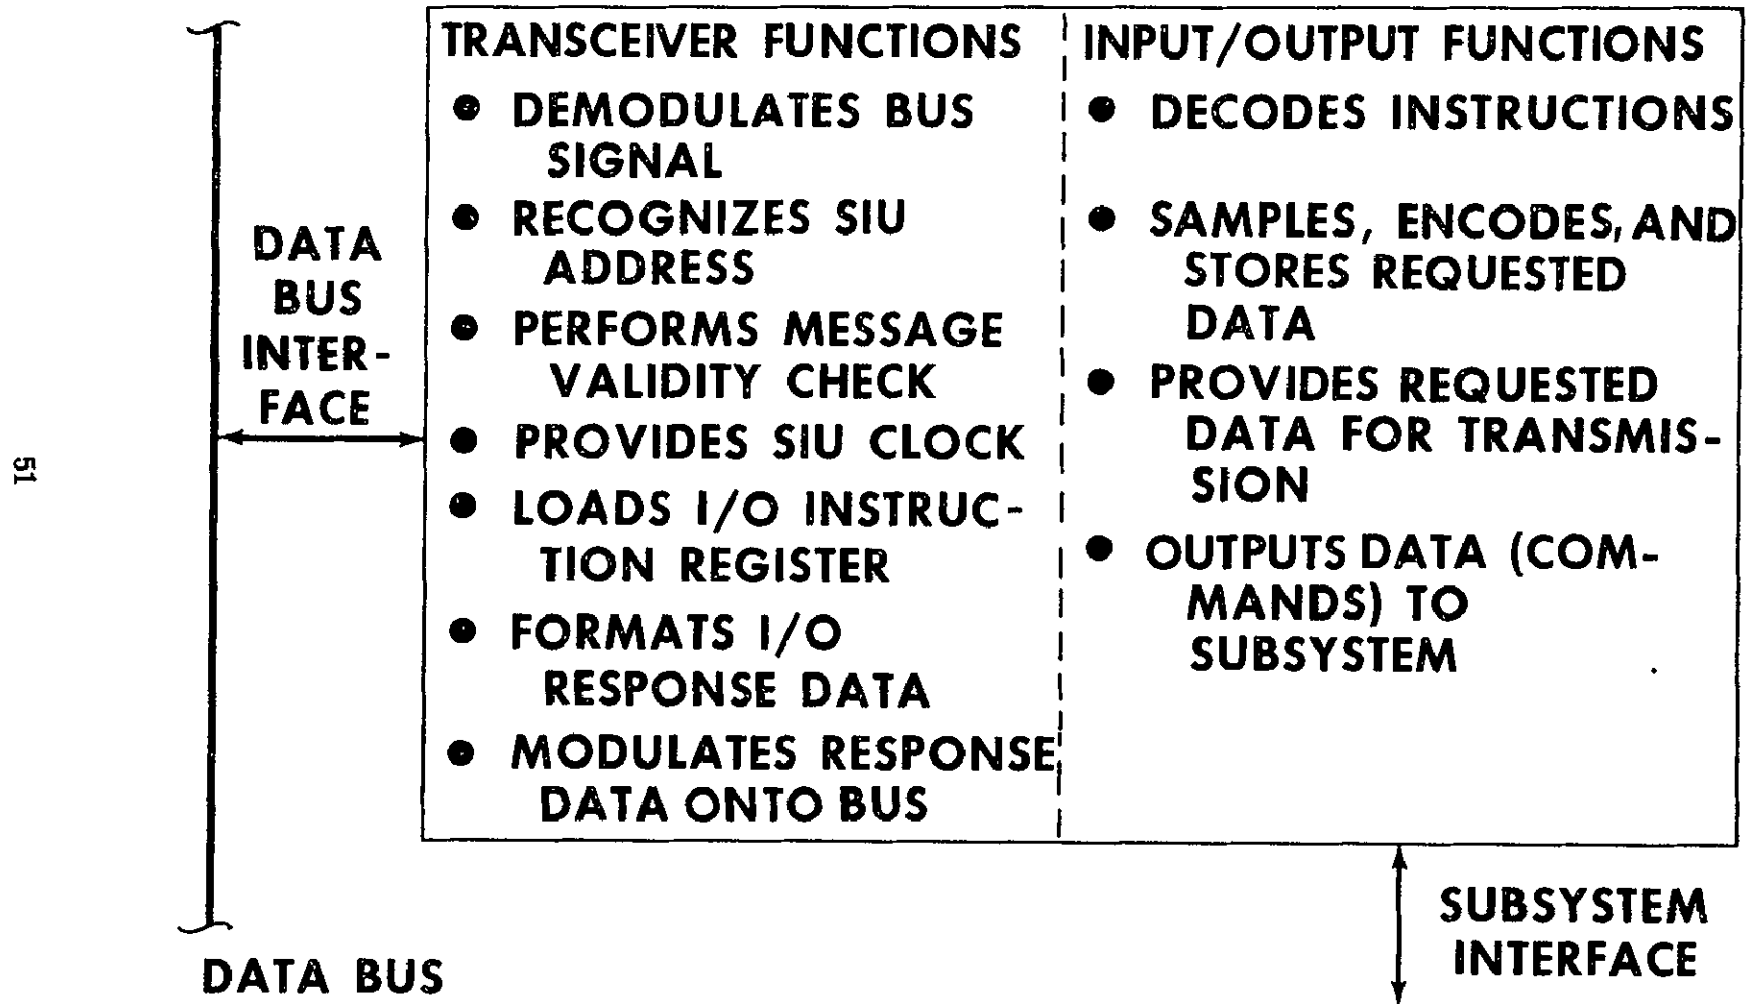 TRANSCEIVER FUNCTIONS
● DEMODULATES BUS
SIGNAL
● RECOGNIZES SIU
ADDRESS
● PERFORMS MESSAGE
VALIDITY CHECK
● PROVIDES SIU CLOCK
● LOADS I/O INSTRUC-
TION REGISTER
● FORMATS I/O
RESPONSE DATA
● MODULATES RESPONSE
DATA ONTO BUS
INPUT/OUTPUT FUNCTIONS
● DECODES INSTRUCTIONS
● SAMPLES, ENCODES, AND
STORES REQUESTED
DATA
● PROVIDES REQUESTED
DATA FOR TRANSMIS-
SION
● OUTPUTS DATA (COM-
MANDS) TO
SUBSYSTEM
DATA
BUS
INTER-
FACE
51
DATA BUS
SUBSYSTEM
INTERFACE